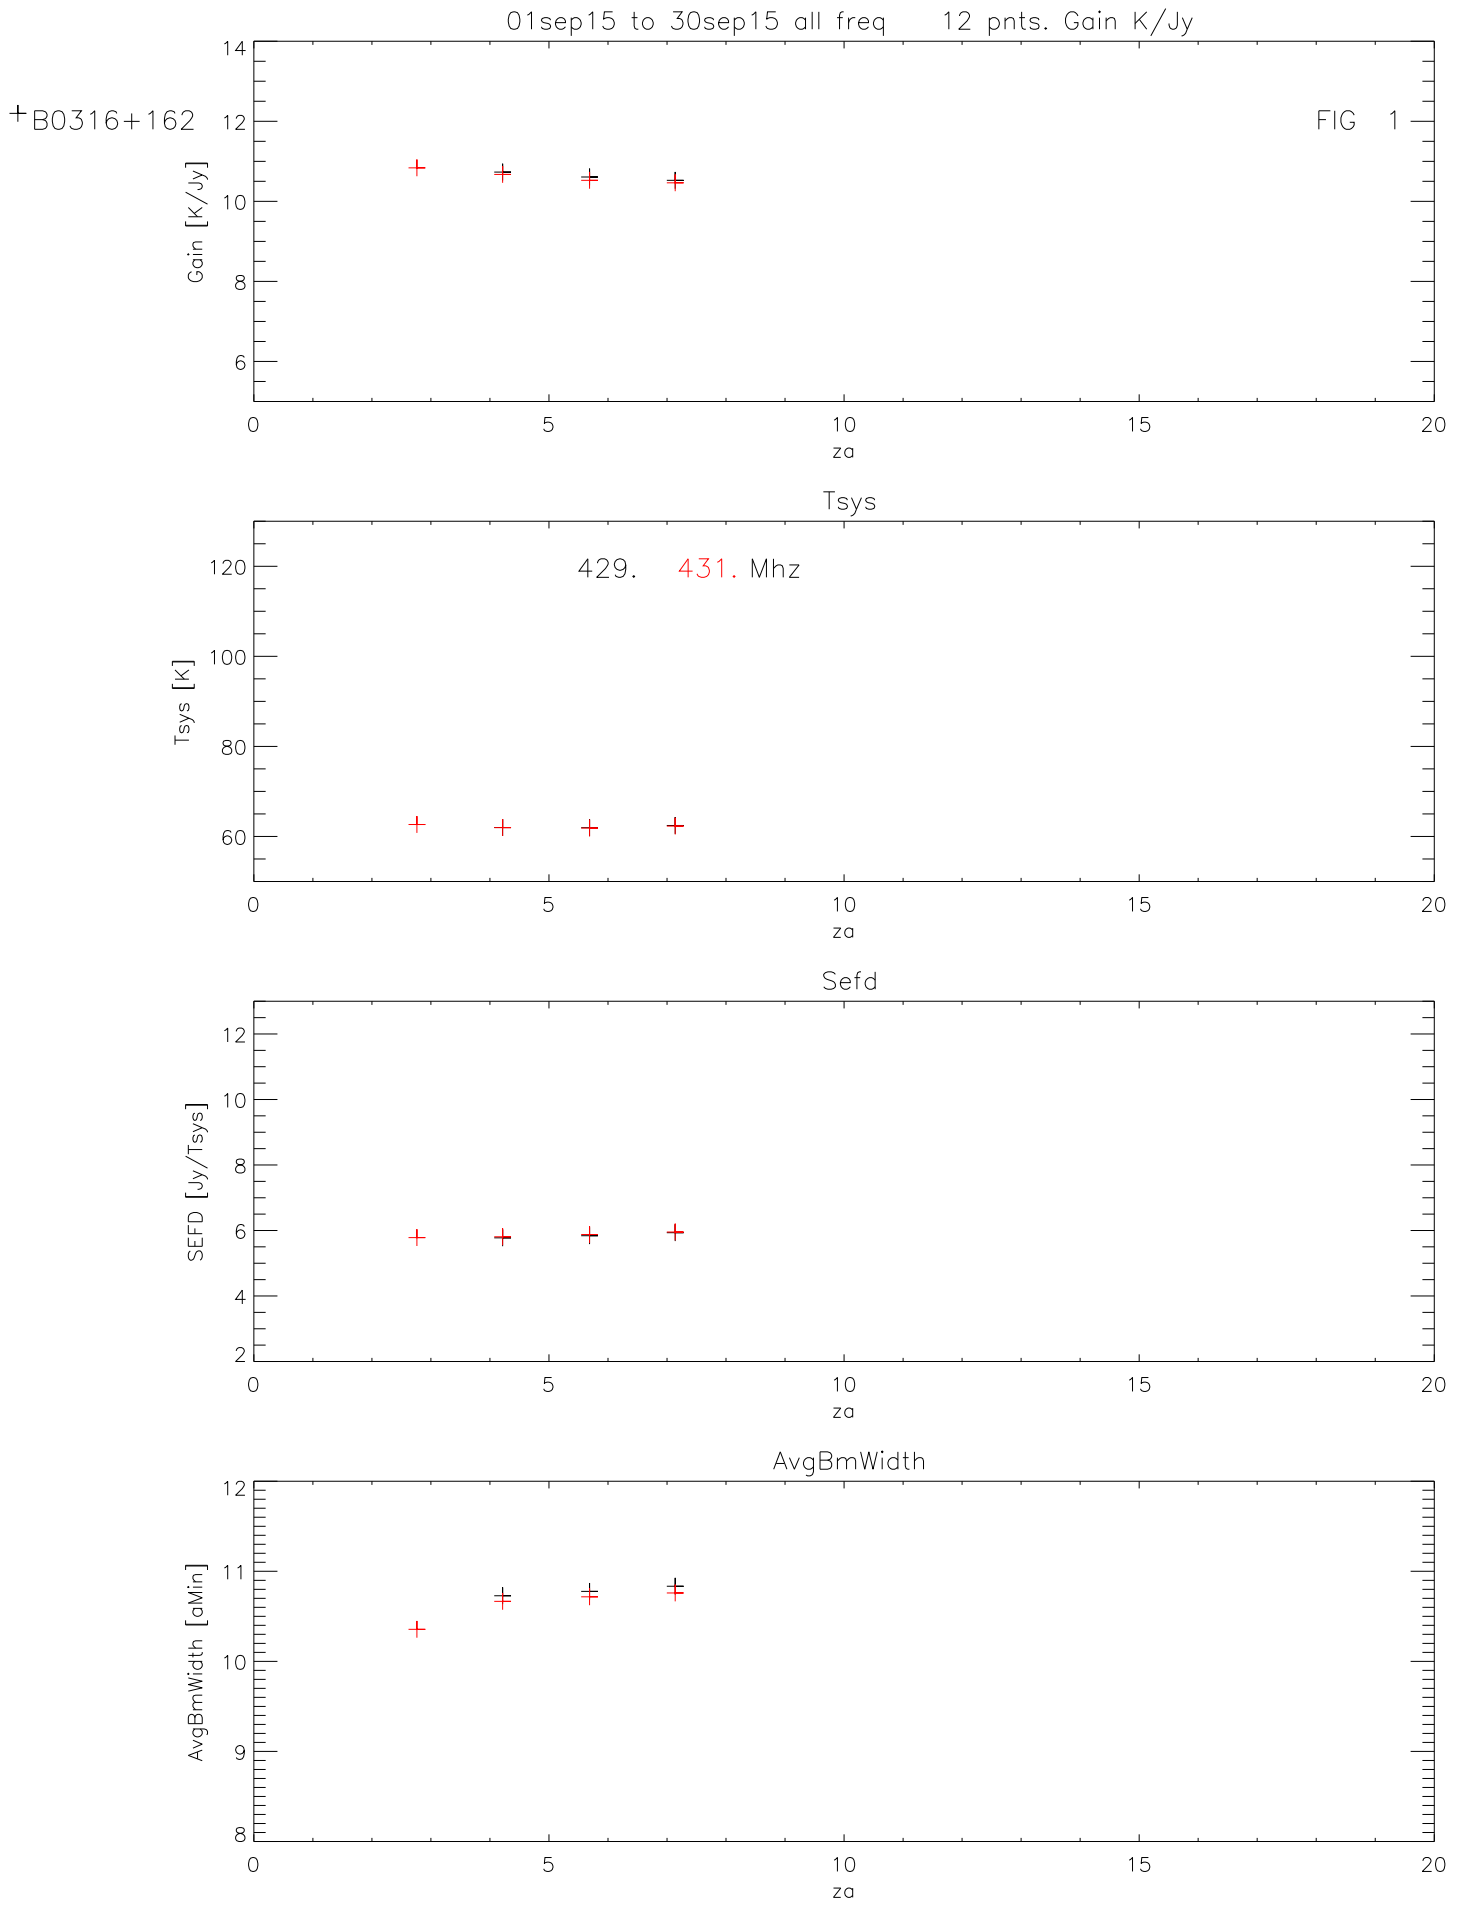 01sep15 to 30sep15 all freq 12 pnts. Gain K/Jy
+B0316+162
FIG 1
Gain [K/Jy]
14
12
10
8
6
0 5 10 15 20
za
Tsys
429. 431. Mhz
Tsys [K]
120
100
80
60
0 5 10 15 20
za
Sefd
SEFD [Jy/Tsys]
12
10
8
6
4
2
0 5 10 15 20
za
AvgBmWidth
AvgBmWidth [aMin]
12
11
10
9
8
0 5 10 15 20
za